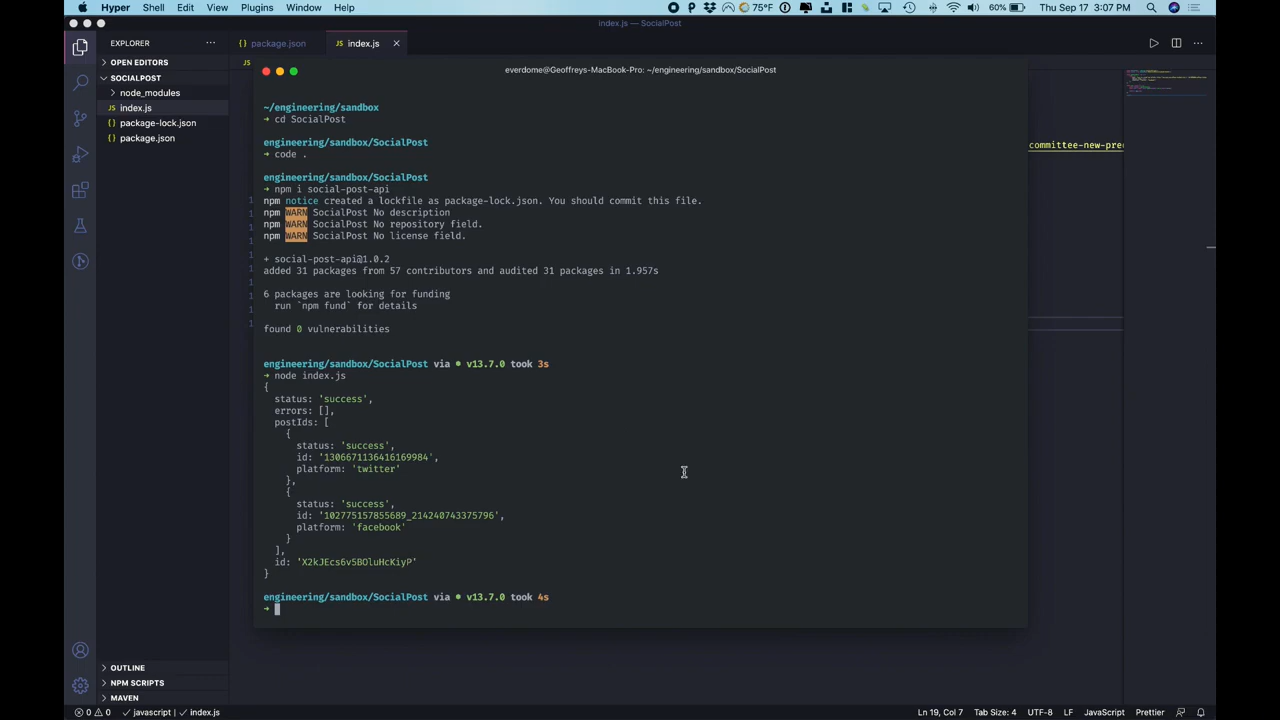 Hyper Shell Edit View Plugins Window Help 75°F 60% Thu Sep 17 3:07 PM
index.js — SocialPost
EXPLORER ··· {} package.json JS index.js
OPEN EDITORS JS
SOCIALPOST
node_modules
JS index.js
{} package-lock.json
{} package.json
everdome@Geoffreys-MacBook-Pro: ~/engineering/sandbox/SocialPost
~/engineering/sandbox
➜ cd SocialPost
engineering/sandbox/SocialPost
➜ code .
engineering/sandbox/SocialPost
➜ npm i social-post-api
npm notice created a lockfile as package-lock.json. You should commit this file.
npm WARN SocialPost No description
npm WARN SocialPost No repository field.
npm WARN SocialPost No license field.
+ social-post-api@1.0.2
added 31 packages from 57 contributors and audited 31 packages in 1.957s
6 packages are looking for funding
run `npm fund` for details
found 0 vulnerabilities
engineering/sandbox/SocialPost via ● v13.7.0 took 3s
➜ node index.js
{
status: 'success',
errors: [],
postIds: [
{
status: 'success',
id: '1306671136416169984',
platform: 'twitter'
},
{
status: 'success',
id: '102775157855689_214240743375796',
platform: 'facebook'
}
],
id: 'X2kJEcs6v5BOluHcKiyP'
}
engineering/sandbox/SocialPost via ● v13.7.0 took 4s
➜
committee-new-pre
OUTLINE
NPM SCRIPTS
MAVEN
0 0 javascript | index.js Ln 19, Col 7 Tab Size: 4 UTF-8 LF JavaScript Prettier